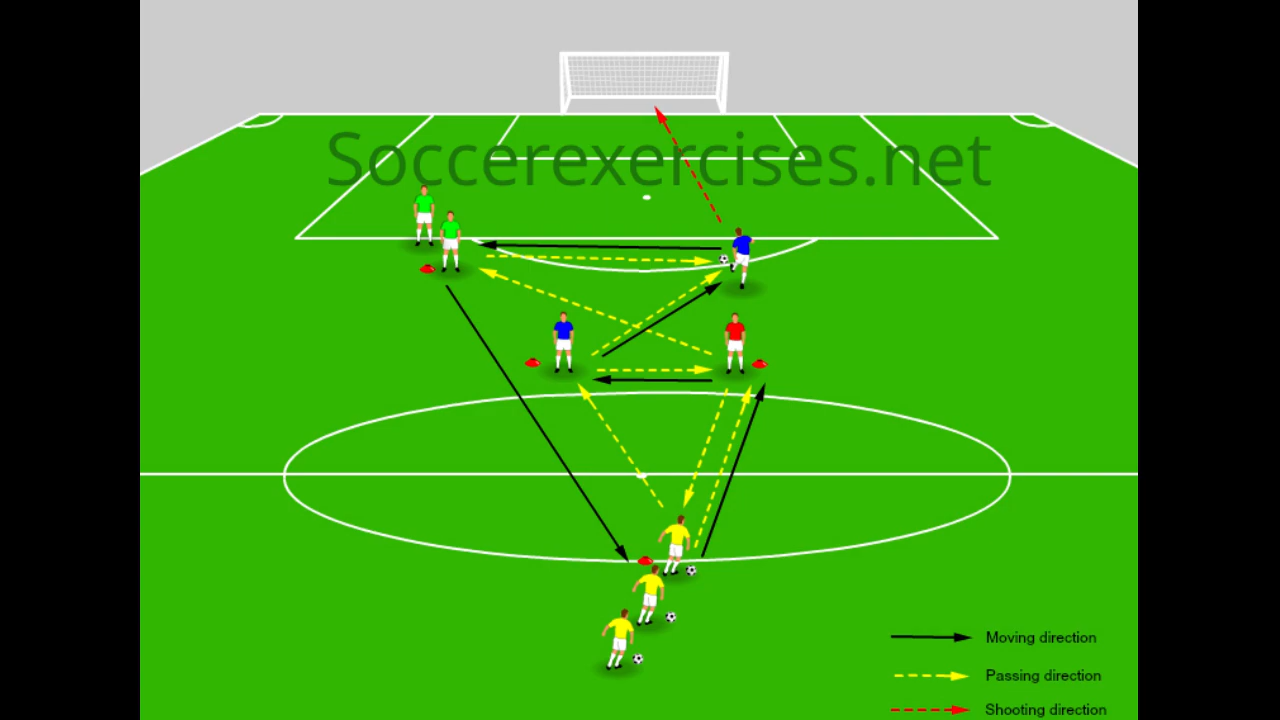 Soccerexercises.net
Moving direction
Passing direction
Shooting direction